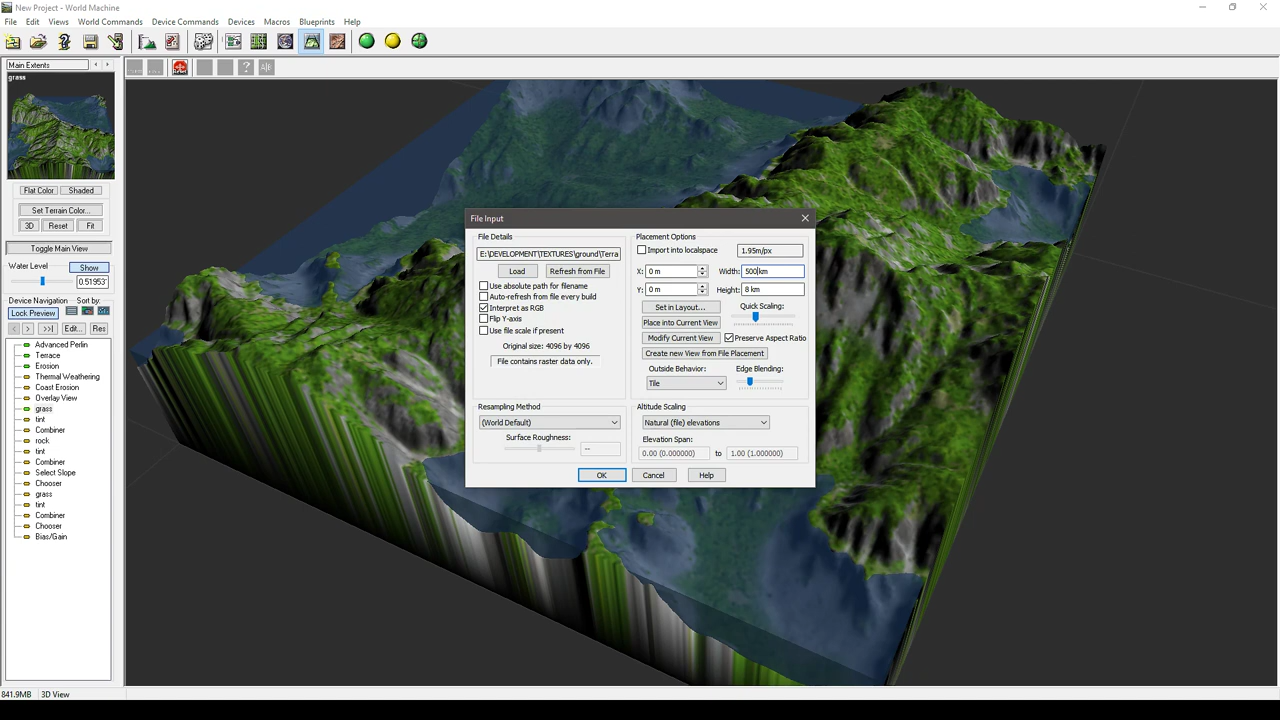 New Project - World Machine
File Edit Views World Commands Device Commands Devices Macros Blueprints Help
Main Extents
grass
Flat Color Shaded
Set Terrain Color...
3D Reset Fit
Toggle Main View
Water Level Show
0.51953
Device Navigation Sort by:
Lock Preview
< > >>| Edit... Res
Advanced Perlin
Terrace
Erosion
Thermal Weathering
Coast Erosion
Overlay View
grass
tint
Combiner
rock
tint
Combiner
Select Slope
Chooser
grass
tint
Combiner
Chooser
Bias/Gain
841.9MB 3D View
? A|B
File Input
File Details
E:\DEVELOPMENT\TEXTURES\ground\Terra
Load Refresh from File
Use absolute path for filename
Auto-refresh from file every build
Interpret as RGB
Flip Y-axis
Use file scale if present
Original size: 4096 by 4096
File contains raster data only.
Resampling Method
(World Default)
Surface Roughness:
--
Placement Options
Import into localspace 1.95m/px
X: 0 m Width: 500km
Y: 0 m Height: 8 km
Set in Layout... Quick Scaling:
Place into Current View
Modify Current View Preserve Aspect Ratio
Create new View from File Placement
Outside Behavior: Edge Blending:
Tile
Altitude Scaling
Natural (file) elevations
Elevation Span:
0.00 (0.000000) to 1.00 (1.000000)
OK Cancel Help